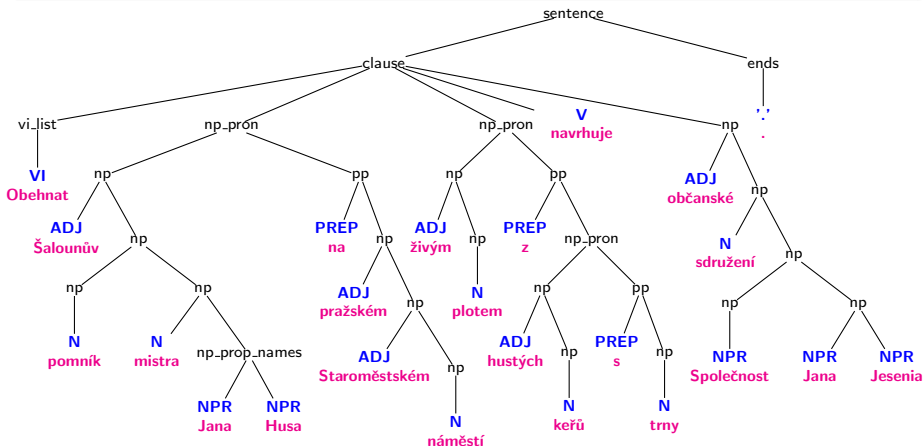 sentence
clause ends
vi_list np_pron np_pron V np '.'
navrhuje .
VI np pp np pp ADJ np
Obehnat občanské
ADJ np PREP np ADJ np PREP np_pron N np
Šalounův na živým z sdružení
np np ADJ np N np pp np np
pražském plotem
N N np_prop_names ADJ np ADJ np PREP np NPR NPR NPR
pomník mistra Staroměstském hustých s Společnost Jana Jesenia
NPR NPR N N N
Jana Husa náměstí keřů trny